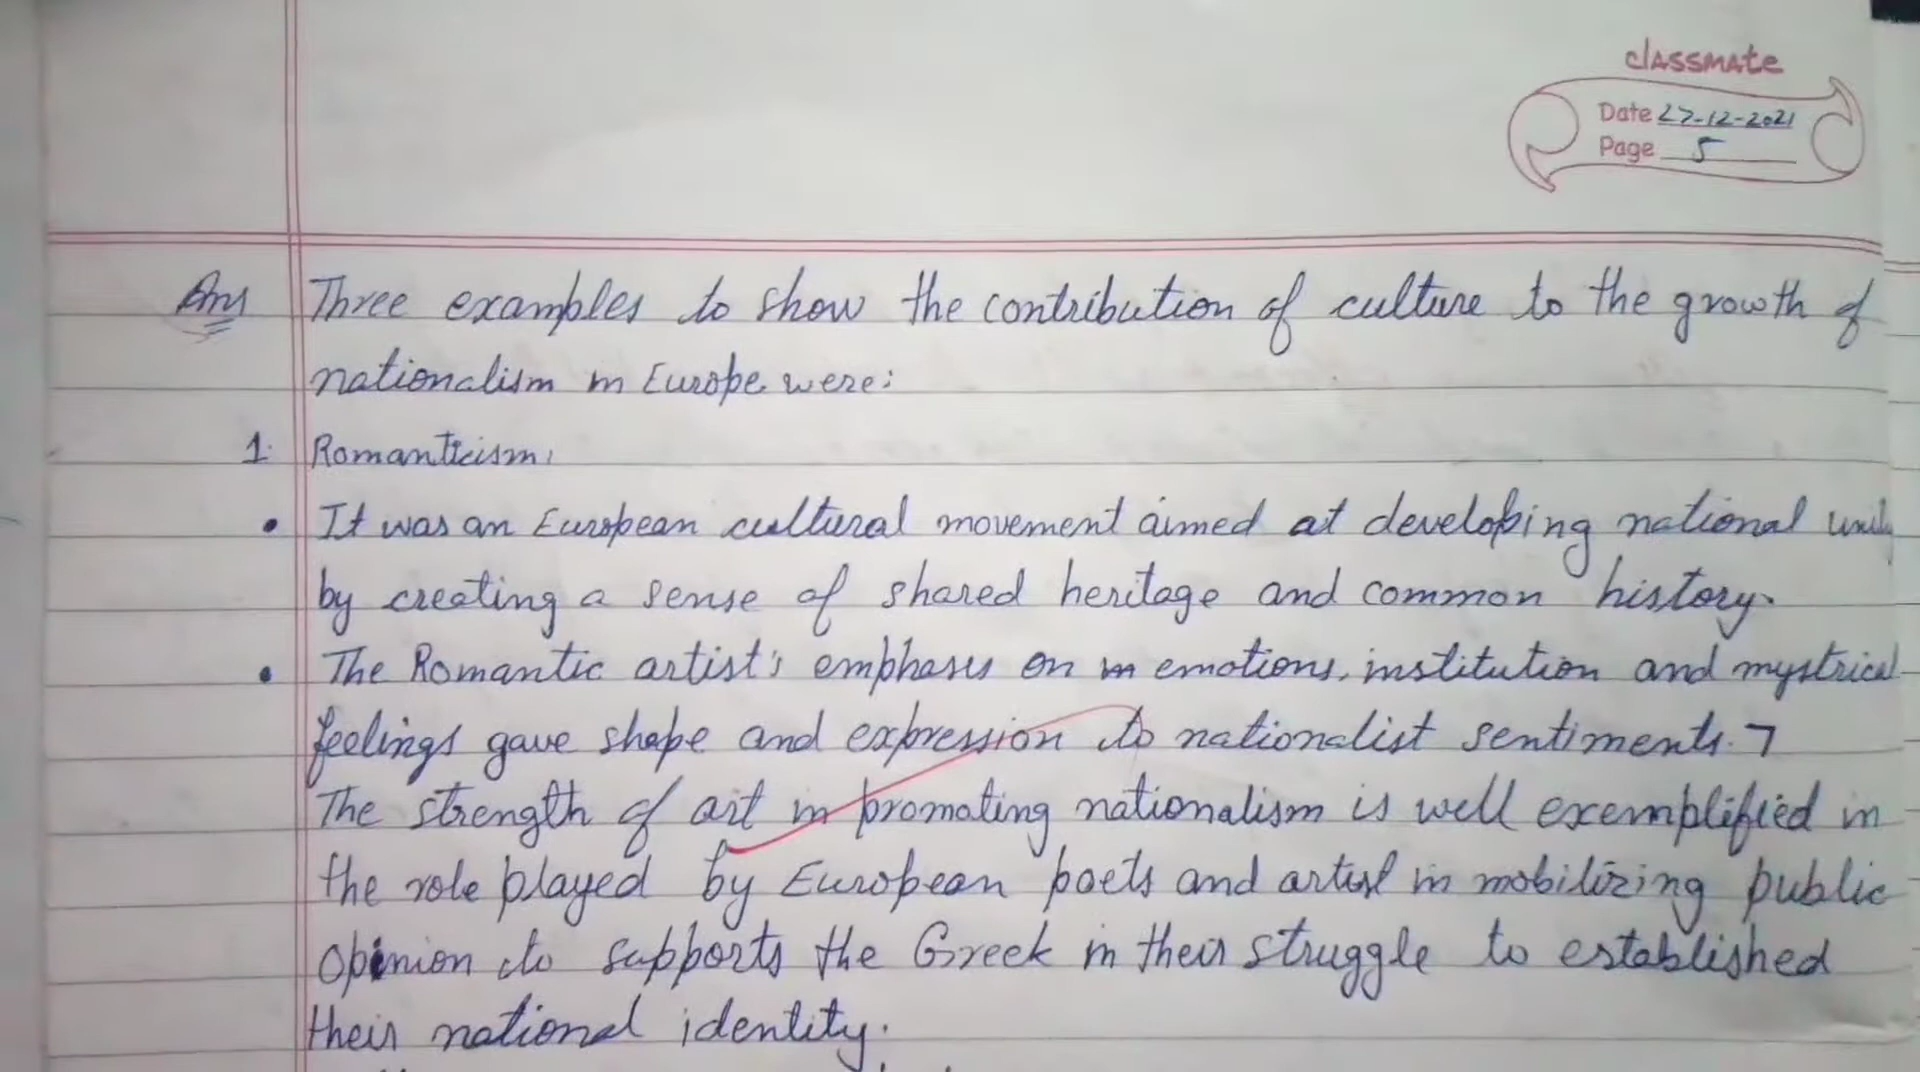 classmate
Date 27-12-2021
Page 5
Ans Three examples to show the contribution of culture to the growth of
nationalism in Europe were:
1. Romanticism:
• It was an European cultural movement aimed at developing national unity
by creating a sense of shared heritage and common history.
• The Romantic artist's emphasis on emotions, institution and mystrical
feelings gave shape and expression to nationalist sentiments.
The strength of art in promating nationalism is well exemplified in
the role played by European poets and artist in mobilizing public
opinion to supports the Greek in their struggle to established
their national identity.